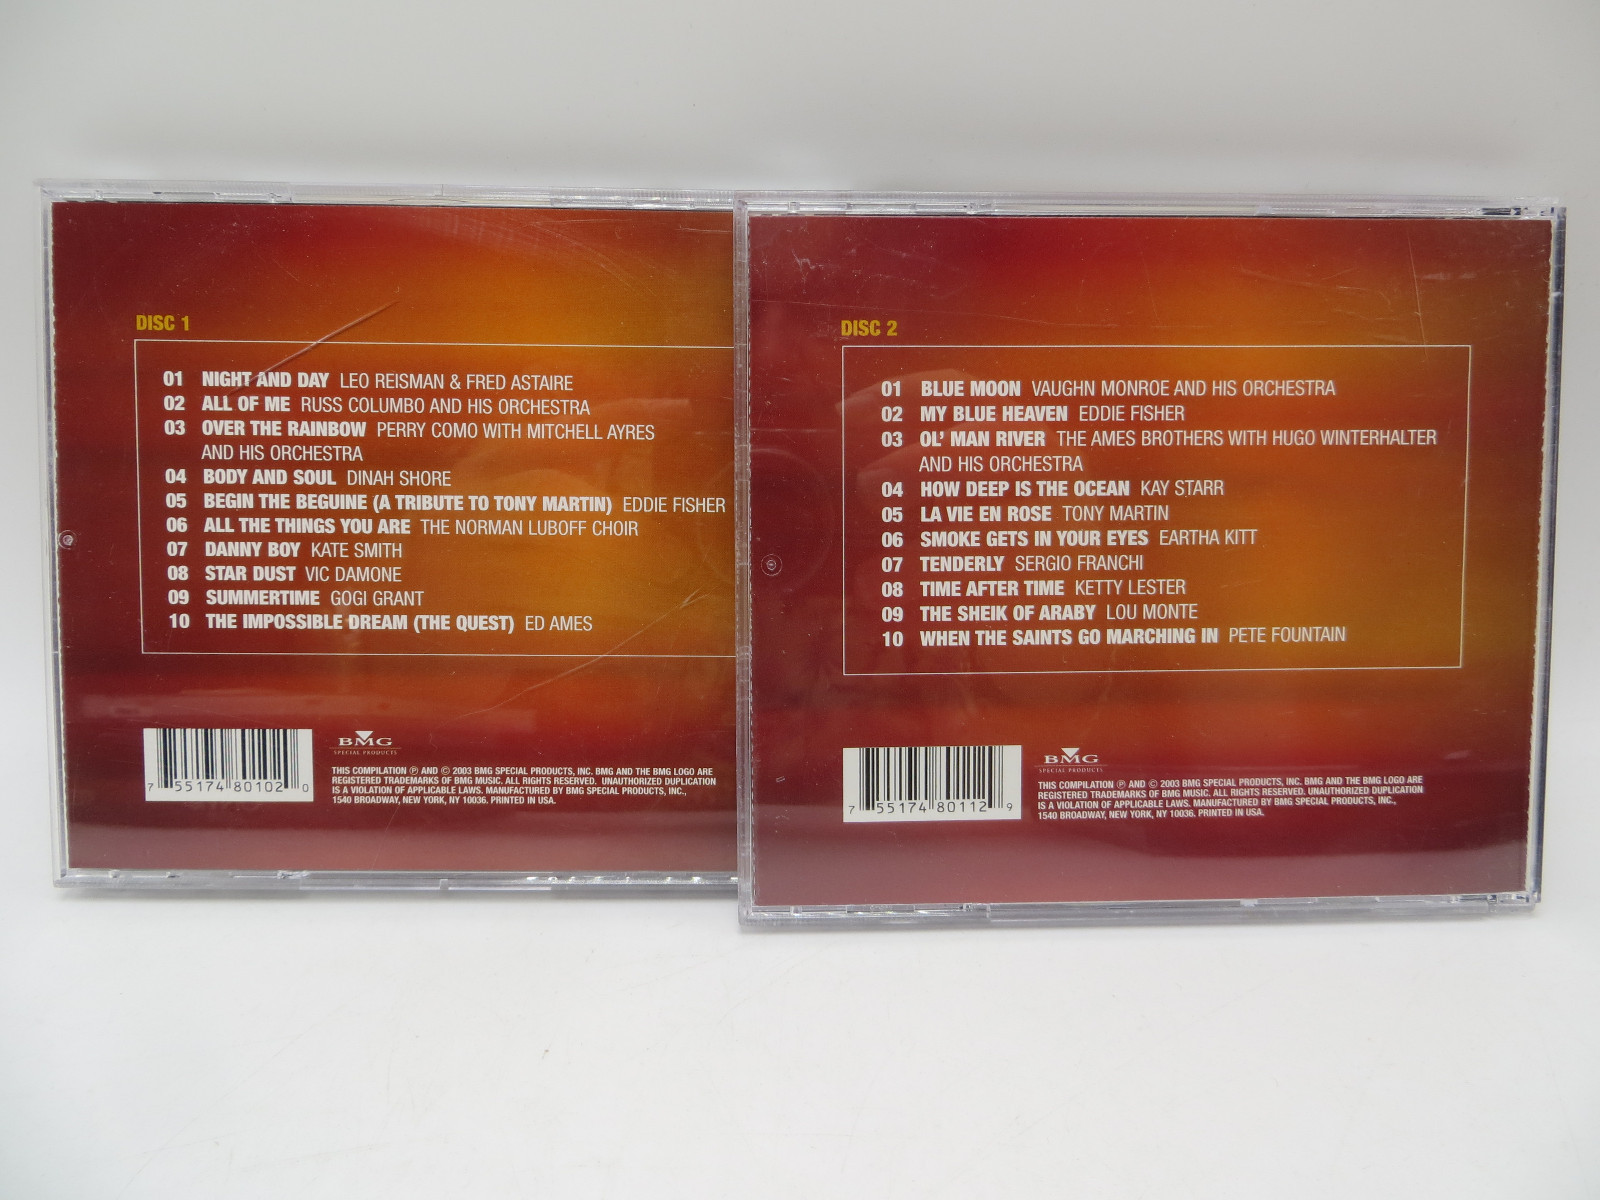 DISC 1
01 NIGHT AND DAY LEO REISMAN & FRED ASTAIRE
02 ALL OF ME RUSS COLUMBO AND HIS ORCHESTRA
03 OVER THE RAINBOW PERRY COMO WITH MITCHELL AYRES
AND HIS ORCHESTRA
04 BODY AND SOUL DINAH SHORE
05 BEGIN THE BEGUINE (A TRIBUTE TO TONY MARTIN) EDDIE FISHER
06 ALL THE THINGS YOU ARE THE NORMAN LUBOFF CHOIR
07 DANNY BOY KATE SMITH
08 STAR DUST VIC DAMONE
09 SUMMERTIME GOGI GRANT
10 THE IMPOSSIBLE DREAM (THE QUEST) ED AMES
7 55174 80102 0
BMG
SPECIAL PRODUCTS
THIS COMPILATION ℗ AND © 2003 BMG SPECIAL PRODUCTS, INC. BMG AND THE BMG LOGO ARE
REGISTERED TRADEMARKS OF BMG MUSIC. ALL RIGHTS RESERVED. UNAUTHORIZED DUPLICATION
IS A VIOLATION OF APPLICABLE LAWS. MANUFACTURED BY BMG SPECIAL PRODUCTS, INC.,
1540 BROADWAY, NEW YORK, NY 10036. PRINTED IN USA.
DISC 2
01 BLUE MOON VAUGHN MONROE AND HIS ORCHESTRA
02 MY BLUE HEAVEN EDDIE FISHER
03 OL' MAN RIVER THE AMES BROTHERS WITH HUGO WINTERHALTER
AND HIS ORCHESTRA
04 HOW DEEP IS THE OCEAN KAY STARR
05 LA VIE EN ROSE TONY MARTIN
06 SMOKE GETS IN YOUR EYES EARTHA KITT
07 TENDERLY SERGIO FRANCHI
08 TIME AFTER TIME KETTY LESTER
09 THE SHEIK OF ARABY LOU MONTE
10 WHEN THE SAINTS GO MARCHING IN PETE FOUNTAIN
7 55174 80112 9
BMG
SPECIAL PRODUCTS
THIS COMPILATION ℗ AND © 2003 BMG SPECIAL PRODUCTS, INC. BMG AND THE BMG LOGO ARE
REGISTERED TRADEMARKS OF BMG MUSIC. ALL RIGHTS RESERVED. UNAUTHORIZED DUPLICATION
IS A VIOLATION OF APPLICABLE LAWS. MANUFACTURED BY BMG SPECIAL PRODUCTS, INC.,
1540 BROADWAY, NEW YORK, NY 10036. PRINTED IN USA.